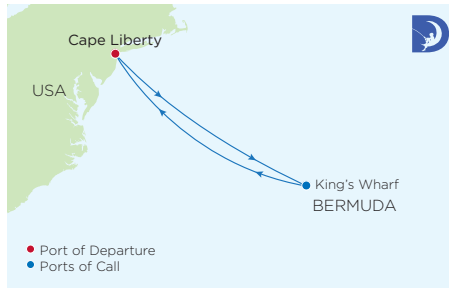 Cape Liberty
USA
King's Wharf
BERMUDA
Port of Departure
Ports of Call